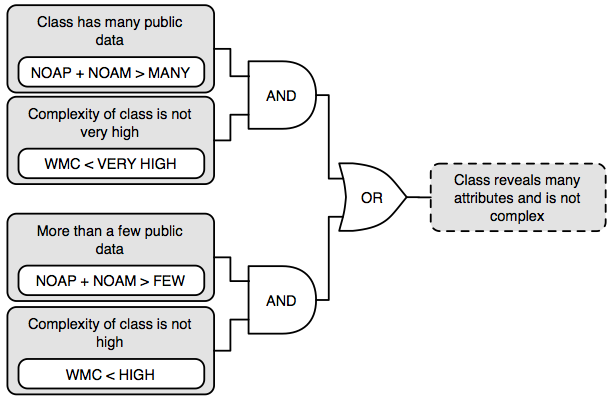 Class has many public
data
NOAP + NOAM > MANY
AND
Complexity of class is not
very high
WMC < VERY HIGH
OR
Class reveals many
attributes and is not
complex
More than a few public
data
NOAP + NOAM > FEW
AND
Complexity of class is not
high
WMC < HIGH